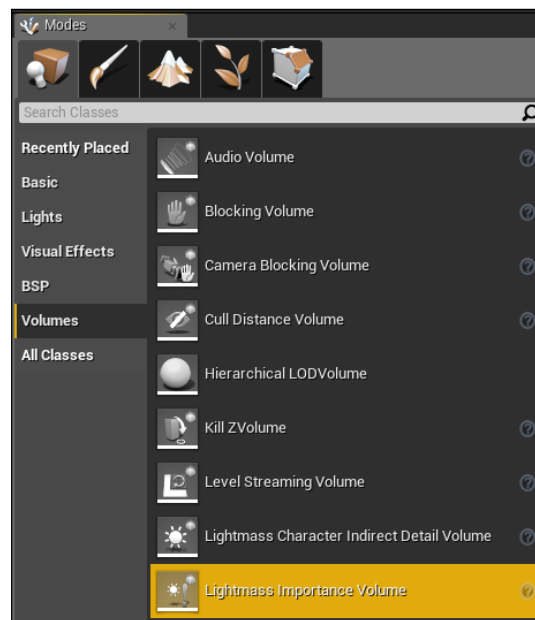 Modes
Search Classes
Recently Placed
Basic
Lights
Visual Effects
BSP
Volumes
All Classes
Audio Volume
Blocking Volume
Camera Blocking Volume
Cull Distance Volume
Hierarchical LODVolume
Kill ZVolume
Level Streaming Volume
Lightmass Character Indirect Detail Volume
Lightmass Importance Volume